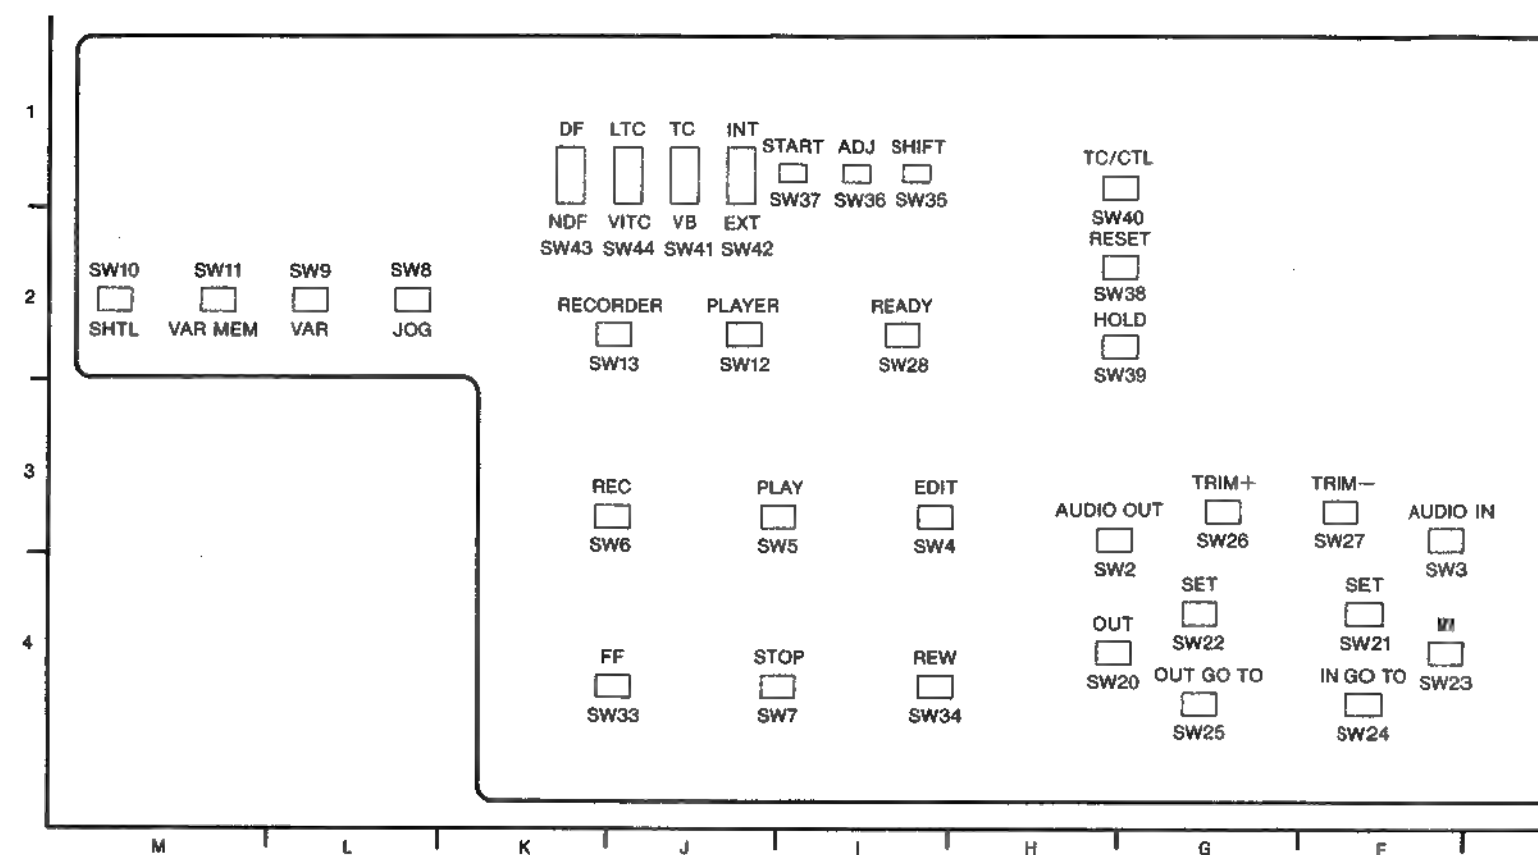 1
DF LTC TC INT
START ADJ SHIFT
TC/CTL
SW37 SW36 SW35
NDF VITC VB EXT
SW40
SW43 SW44 SW41 SW42
RESET
SW10 SW11 SW9 SW8
2
SW38
SHTL VAR MEM VAR JOG
RECORDER PLAYER READY
HOLD
SW13 SW12 SW28
SW39
3
REC PLAY EDIT
TRIM+ TRIM−
AUDIO OUT AUDIO IN
SW6 SW5 SW4
SW26 SW27
SW2 SW3
SET SET
4
OUT
SW22 SW21
FF STOP REW
OUT GO TO IN GO TO
SW20 SW23
SW33 SW7 SW34
SW25 SW24
M L K J I H G F